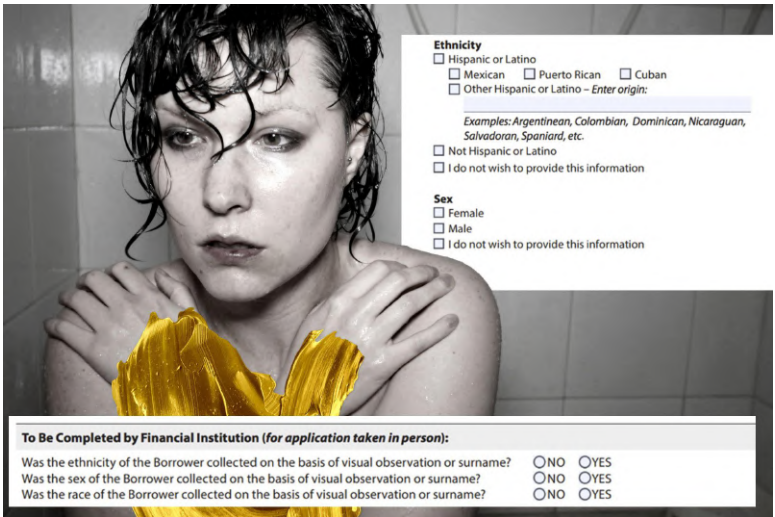 Ethnicity
Hispanic or Latino
Mexican Puerto Rican Cuban
Other Hispanic or Latino – Enter origin:
Examples: Argentinean, Colombian, Dominican, Nicaraguan,
Salvadoran, Spaniard, etc.
Not Hispanic or Latino
I do not wish to provide this information
Sex
Female
Male
I do not wish to provide this information
To Be Completed by Financial Institution (for application taken in person):
Was the ethnicity of the Borrower collected on the basis of visual observation or surname? NO YES
Was the sex of the Borrower collected on the basis of visual observation or surname? NO YES
Was the race of the Borrower collected on the basis of visual observation or surname? NO YES